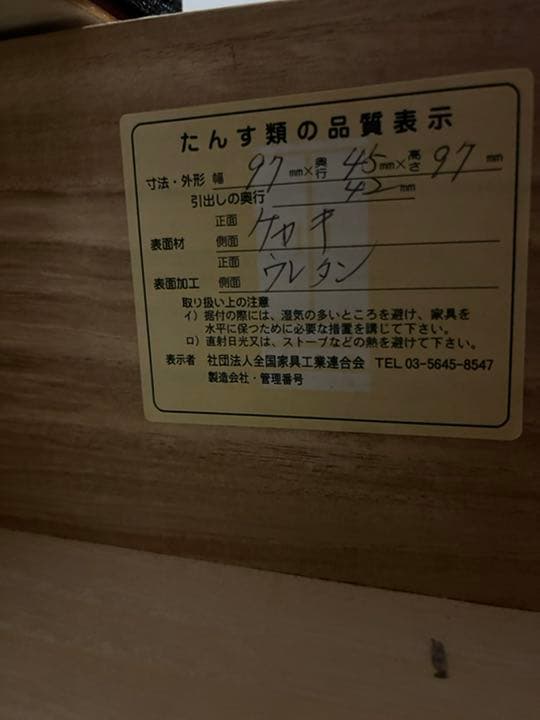 たんす類の品質表示
寸法・外形 幅 97 mm×奥行 45 mm×高さ 97 mm
引出しの奥行 42 mm
正面
表面材 側面 ケヤキ
正面
表面加工 側面 ウレタン
取り扱い上の注意
イ）据付の際には、湿気の多いところを避け、家具を
水平に保つために必要な措置を講じて下さい。
ロ）直射日光又は、ストーブなどの熱を避けて下さい。
表示者 社団法人全国家具工業連合会 TEL 03-5645-8547
製造会社・管理番号